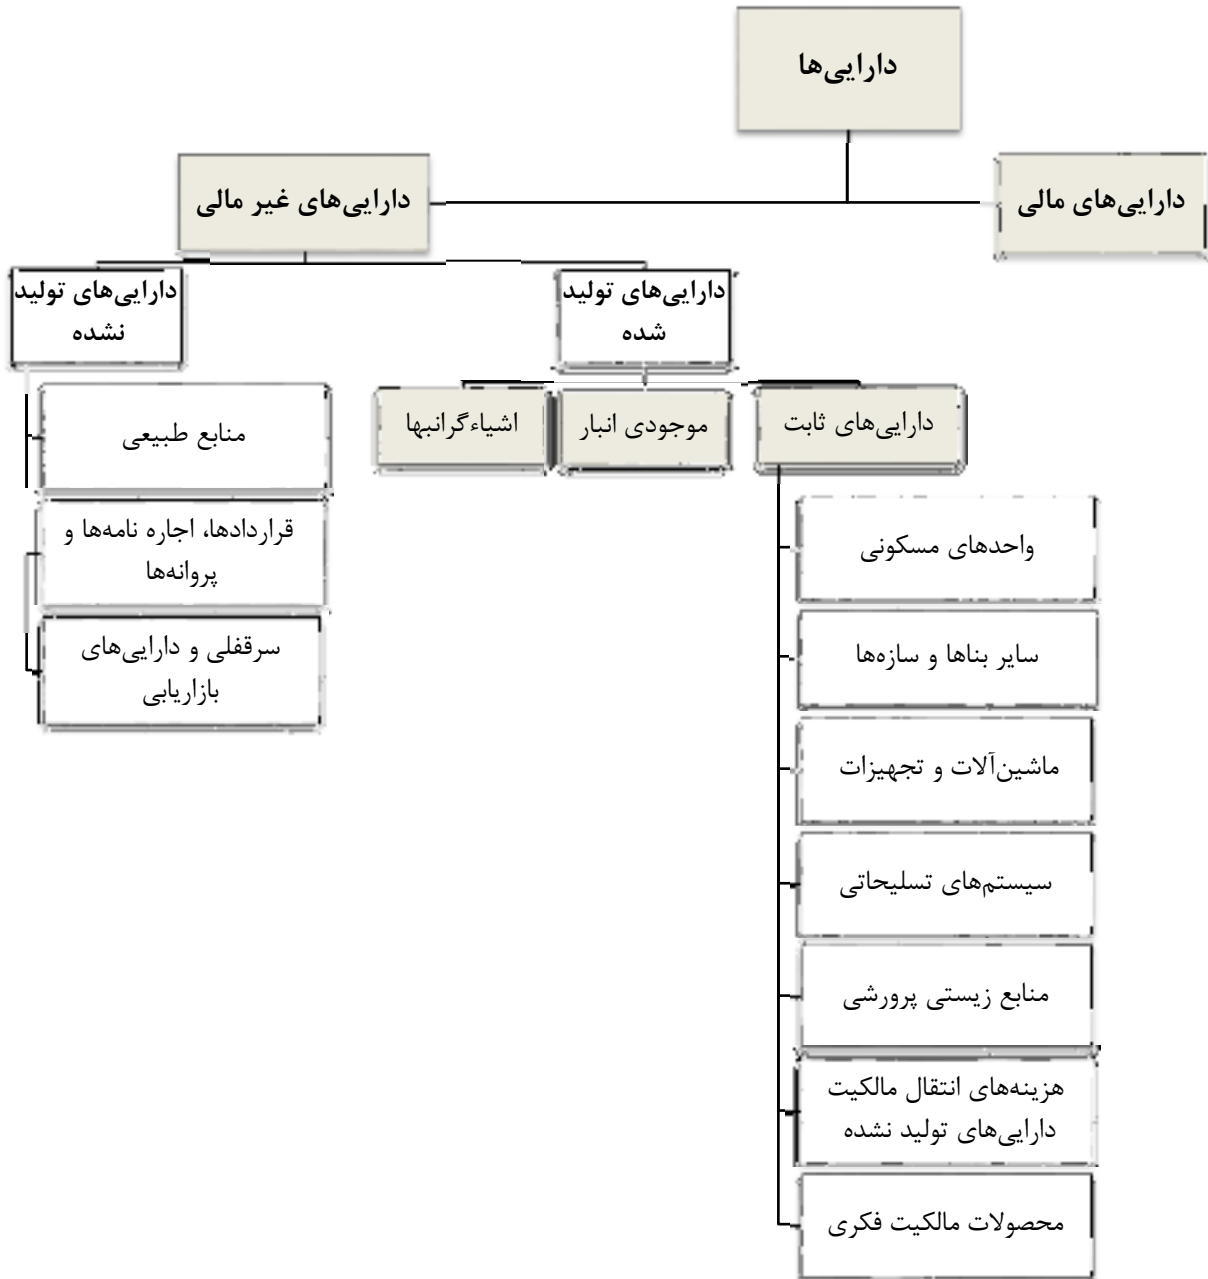 دارایی‌ها
دارایی‌های مالی
دارایی‌های غیر مالی
دارایی‌های تولید
شده
دارایی‌های تولید
نشده
دارایی‌های ثابت
موجودی انبار
اشیاءگرانبها
واحدهای مسکونی
سایر بناها و سازه‌ها
ماشین‌آلات و تجهیزات
سیستم‌های تسلیحاتی
منابع زیستی پرورشی
هزینه‌های انتقال مالکیت
دارایی‌های تولید نشده
محصولات مالکیت فکری
منابع طبیعی
قراردادها، اجاره نامه‌ها و
پروانه‌ها
سرقفلی و دارایی‌های
بازاریابی